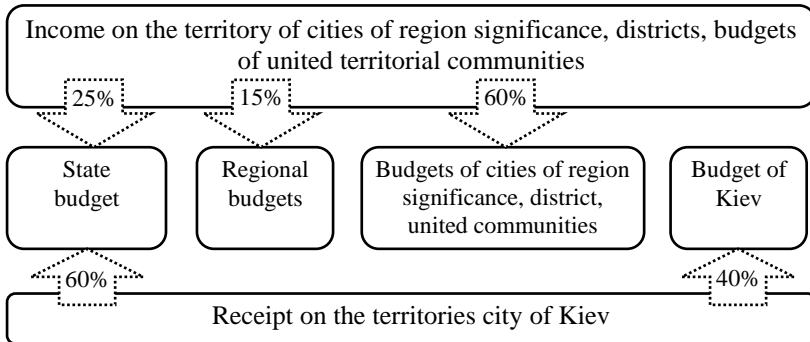 Income on the territory of cities of region significance, districts, budgets
of united territorial communities
25%
15%
60%
State
budget
Regional
budgets
Budgets of cities of region
significance, district,
united communities
Budget of
Kiev
60%
40%
Receipt on the territories city of Kiev